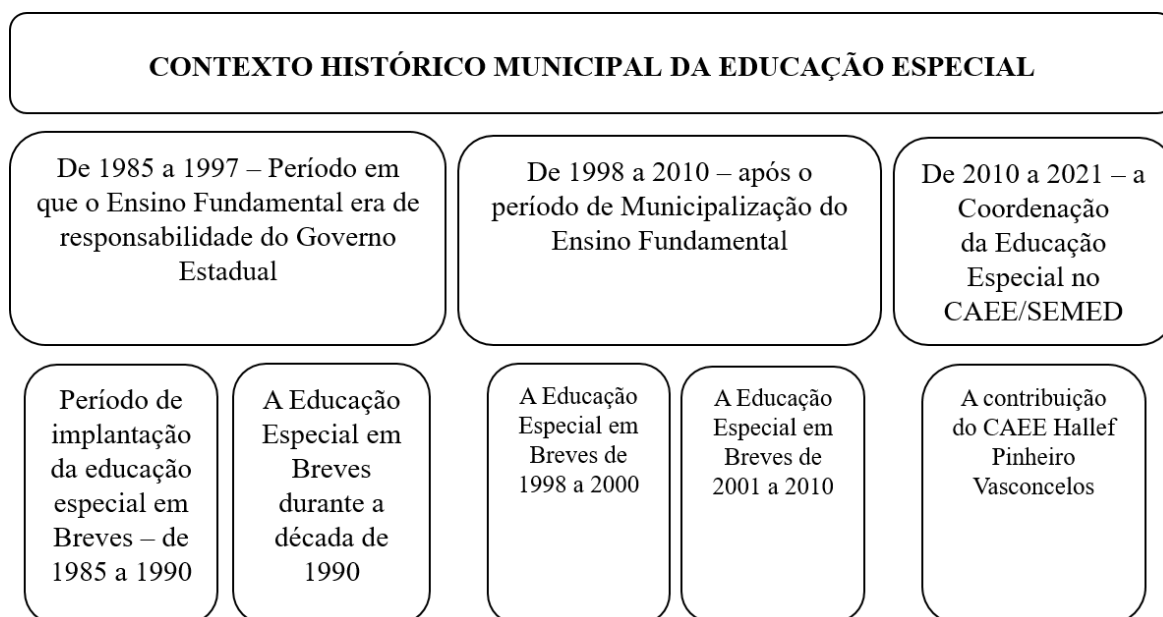 CONTEXTO HISTÓRICO MUNICIPAL DA EDUCAÇÃO ESPECIAL
De 1985 a 1997 – Período em
que o Ensino Fundamental era de
responsabilidade do Governo
Estadual
De 1998 a 2010 – após o
período de Municipalização do
Ensino Fundamental
De 2010 a 2021 – a
Coordenação
da Educação
Especial no
CAEE/SEMED
Período de
implantação
da educação
especial em
Breves – de
1985 a 1990
A Educação
Especial em
Breves
durante a
década de
1990
A Educação
Especial em
Breves de
1998 a 2000
A Educação
Especial em
Breves de
2001 a 2010
A contribuição
do CAEE Hallef
Pinheiro
Vasconcelos